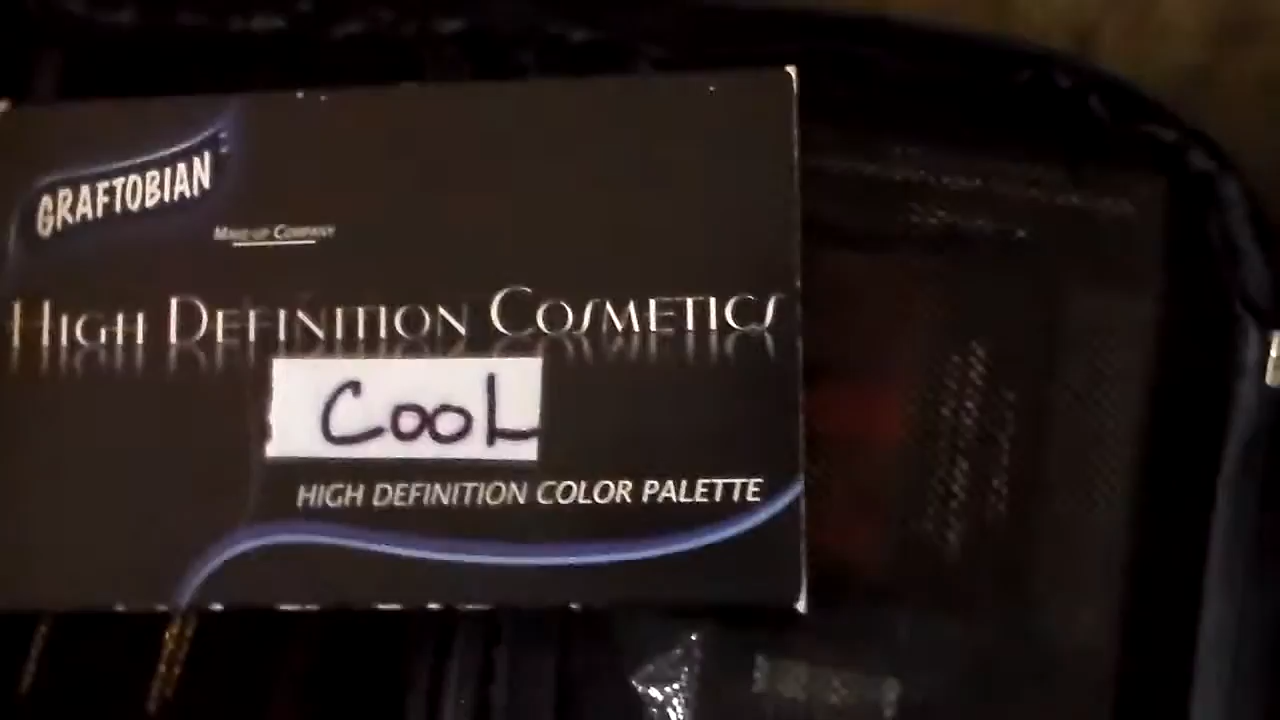 GRAFTOBIAN
MAKE-UP COMPANY
HIGH DEFINITION COSMETICS
COOL
HIGH DEFINITION COLOR PALETTE